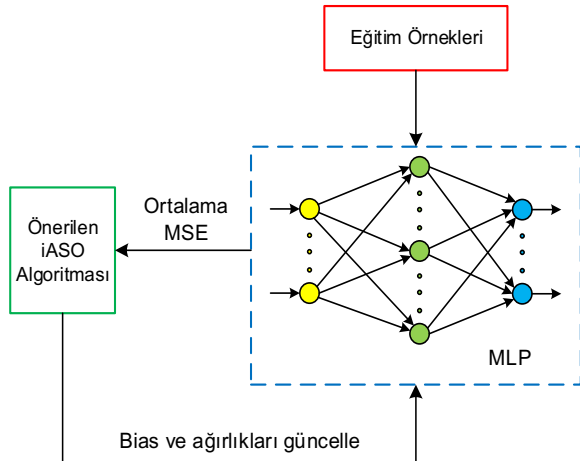 Eğitim Örnekleri
Ortalama
MSE
Önerilen
iASO
Algoritması
MLP
Bias ve ağırlıkları güncelle